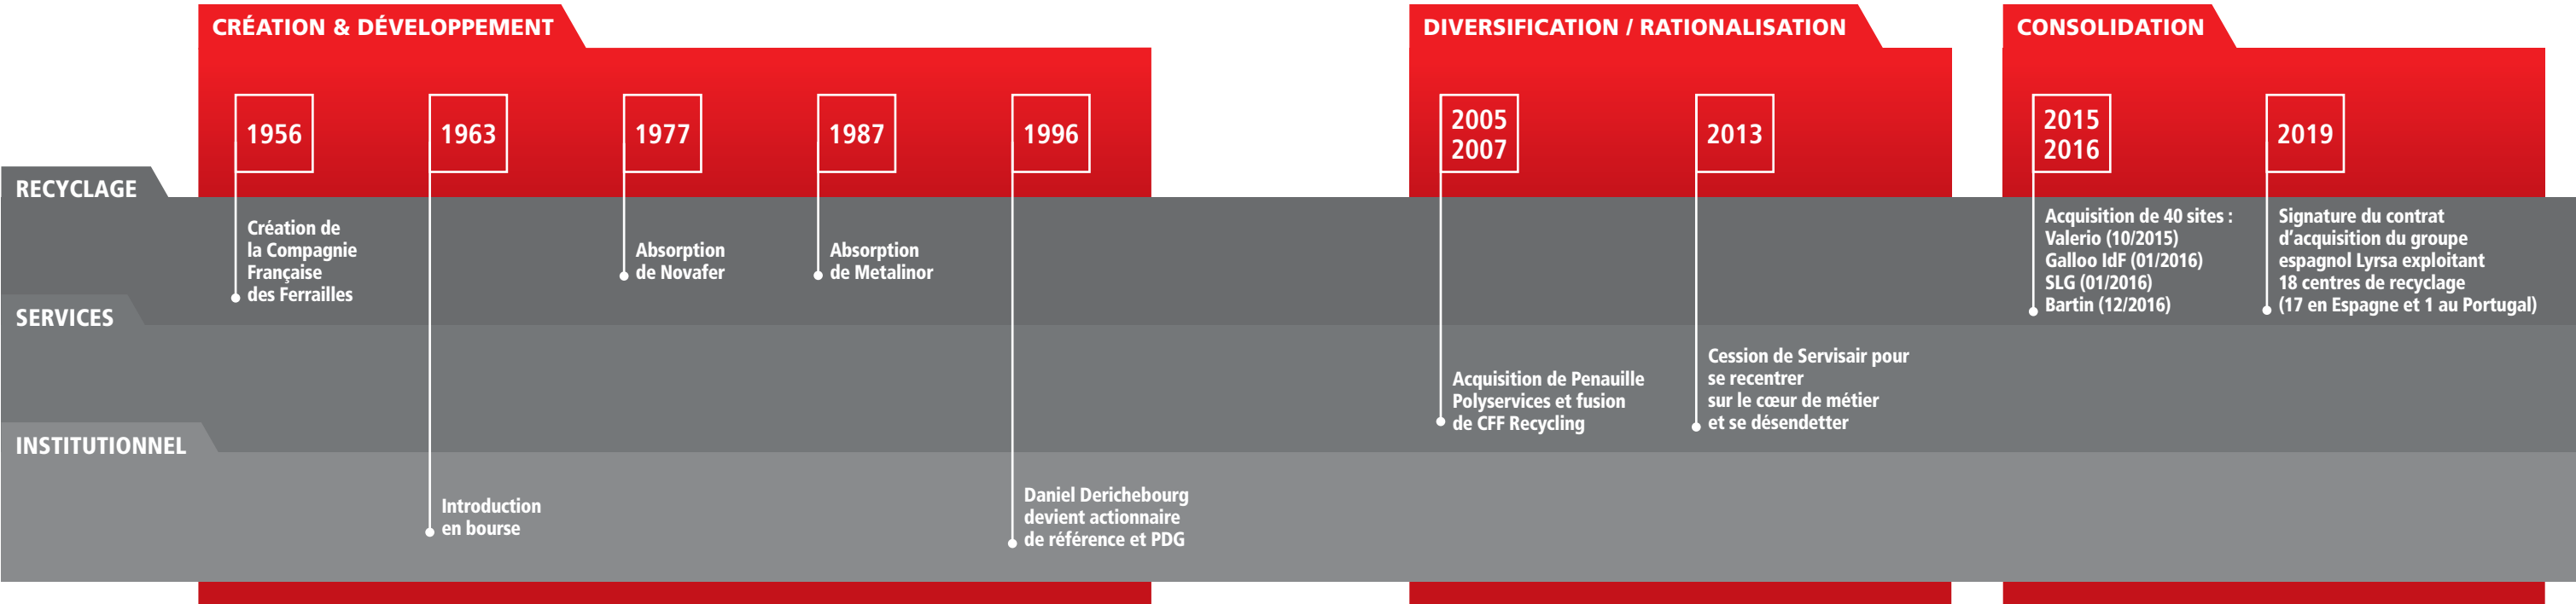 CRÉATION & DÉVELOPPEMENT
DIVERSIFICATION / RATIONALISATION
CONSOLIDATION
1956
1963
1977
1987
1996
2005
2007
2013
2015
2016
2019
RECYCLAGE
Création de
la Compagnie
Française
des Ferrailles
Absorption
de Novafer
Absorption
de Metalinor
Acquisition de 40 sites :
Valerio (10/2015)
Galloo IdF (01/2016)
SLG (01/2016)
Bartin (12/2016)
Signature du contrat
d'acquisition du groupe
espagnol Lyrsa exploitant
18 centres de recyclage
(17 en Espagne et 1 au Portugal)
SERVICES
Acquisition de Penauille
Polyservices et fusion
de CFF Recycling
Cession de Servisair pour
se recentrer
sur le cœur de métier
et se désendetter
INSTITUTIONNEL
Introduction
en bourse
Daniel Derichebourg
devient actionnaire
de référence et PDG